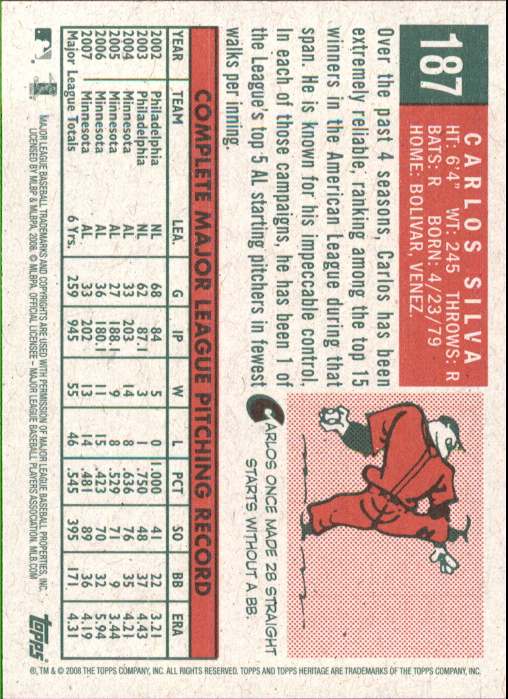 187
CARLOS SILVA
HT: 6'4" WT: 245 THROWS: R
BATS: R BORN: 4/23/79
HOME: BOLIVAR, VENEZ.
Over the past 4 seasons, Carlos has been
extremely reliable, ranking among the top 15
winners in the American League during that
span. He is known for his impeccable control.
In each of those campaigns, he has been 1 of
the League's top 5 AL starting pitchers in fewest
walks per inning.
CARLOS ONCE MADE 28 STRAIGHT
STARTS WITHOUT A BB.
COMPLETE MAJOR LEAGUE PITCHING RECORD
YEAR TEAM LEA. G IP W L PCT SO BB ERA
2002 Philadelphia NL 68 84 5 0 1.000 41 22 3.21
2003 Philadelphia NL 62 87.1 3 1 .750 48 37 4.43
2004 Minnesota AL 33 203 14 8 .636 76 35 4.21
2005 Minnesota AL 27 188.1 9 8 .529 71 9 3.44
2006 Minnesota AL 36 180.1 11 15 .423 70 32 5.94
2007 Minnesota AL 33 202 13 14 .481 89 36 4.19
Major League Totals 6 Yrs. 259 945 55 46 .545 395 171 4.31
MAJOR LEAGUE BASEBALL TRADEMARKS AND COPYRIGHTS ARE USED WITH PERMISSION OF MAJOR LEAGUE BASEBALL PROPERTIES, INC.
LICENSED BY MLBP & MLBPA, 2008. © MLBPA, OFFICIAL LICENSEE – MAJOR LEAGUE BASEBALL PLAYERS ASSOCIATION. MLB.COM
topps
®, TM & © 2008 THE TOPPS COMPANY, INC. ALL RIGHTS RESERVED. TOPPS AND TOPPS HERITAGE ARE TRADEMARKS OF THE TOPPS COMPANY, INC.